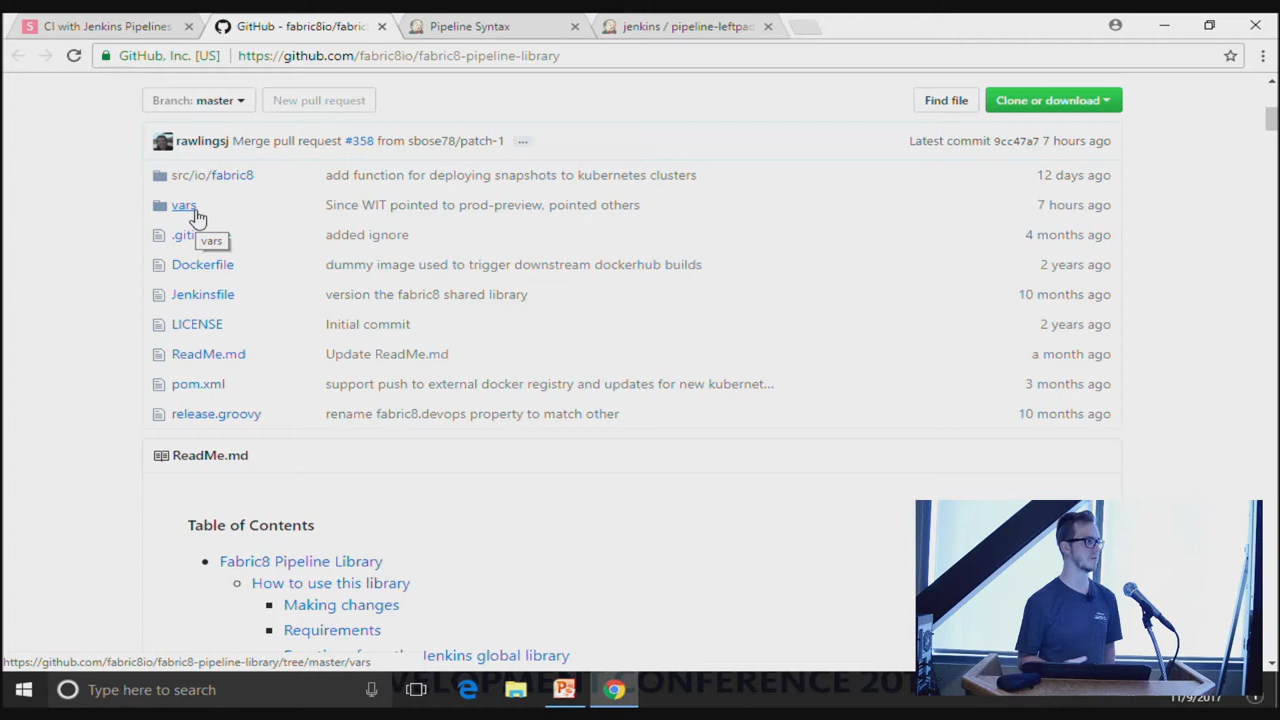 CI with Jenkins Pipelines
GitHub - fabric8io/fabric
Pipeline Syntax
jenkins / pipeline-leftpad
GitHub, Inc. [US]
https://github.com/fabric8io/fabric8-pipeline-library
Branch: master
New pull request
Find file
Clone or download
rawlingsj Merge pull request #358 from sbose78/patch-1
Latest commit 9cc47a7 7 hours ago
src/io/fabric8
add function for deploying snapshots to kubernetes clusters
12 days ago
vars
Since WIT pointed to prod-preview, pointed others
7 hours ago
added ignore
4 months ago
vars
Dockerfile
dummy image used to trigger downstream dockerhub builds
2 years ago
Jenkinsfile
version the fabric8 shared library
10 months ago
LICENSE
Initial commit
2 years ago
ReadMe.md
Update ReadMe.md
a month ago
pom.xml
support push to external docker registry and updates for new kubernet...
3 months ago
release.groovy
rename fabric8.devops property to match other
10 months ago
ReadMe.md
Table of Contents
Fabric8 Pipeline Library
How to use this library
Making changes
Requirements
Jenkins global library
https://github.com/fabric8io/fabric8-pipeline-library/tree/master/vars
Type here to search
11/9/2017